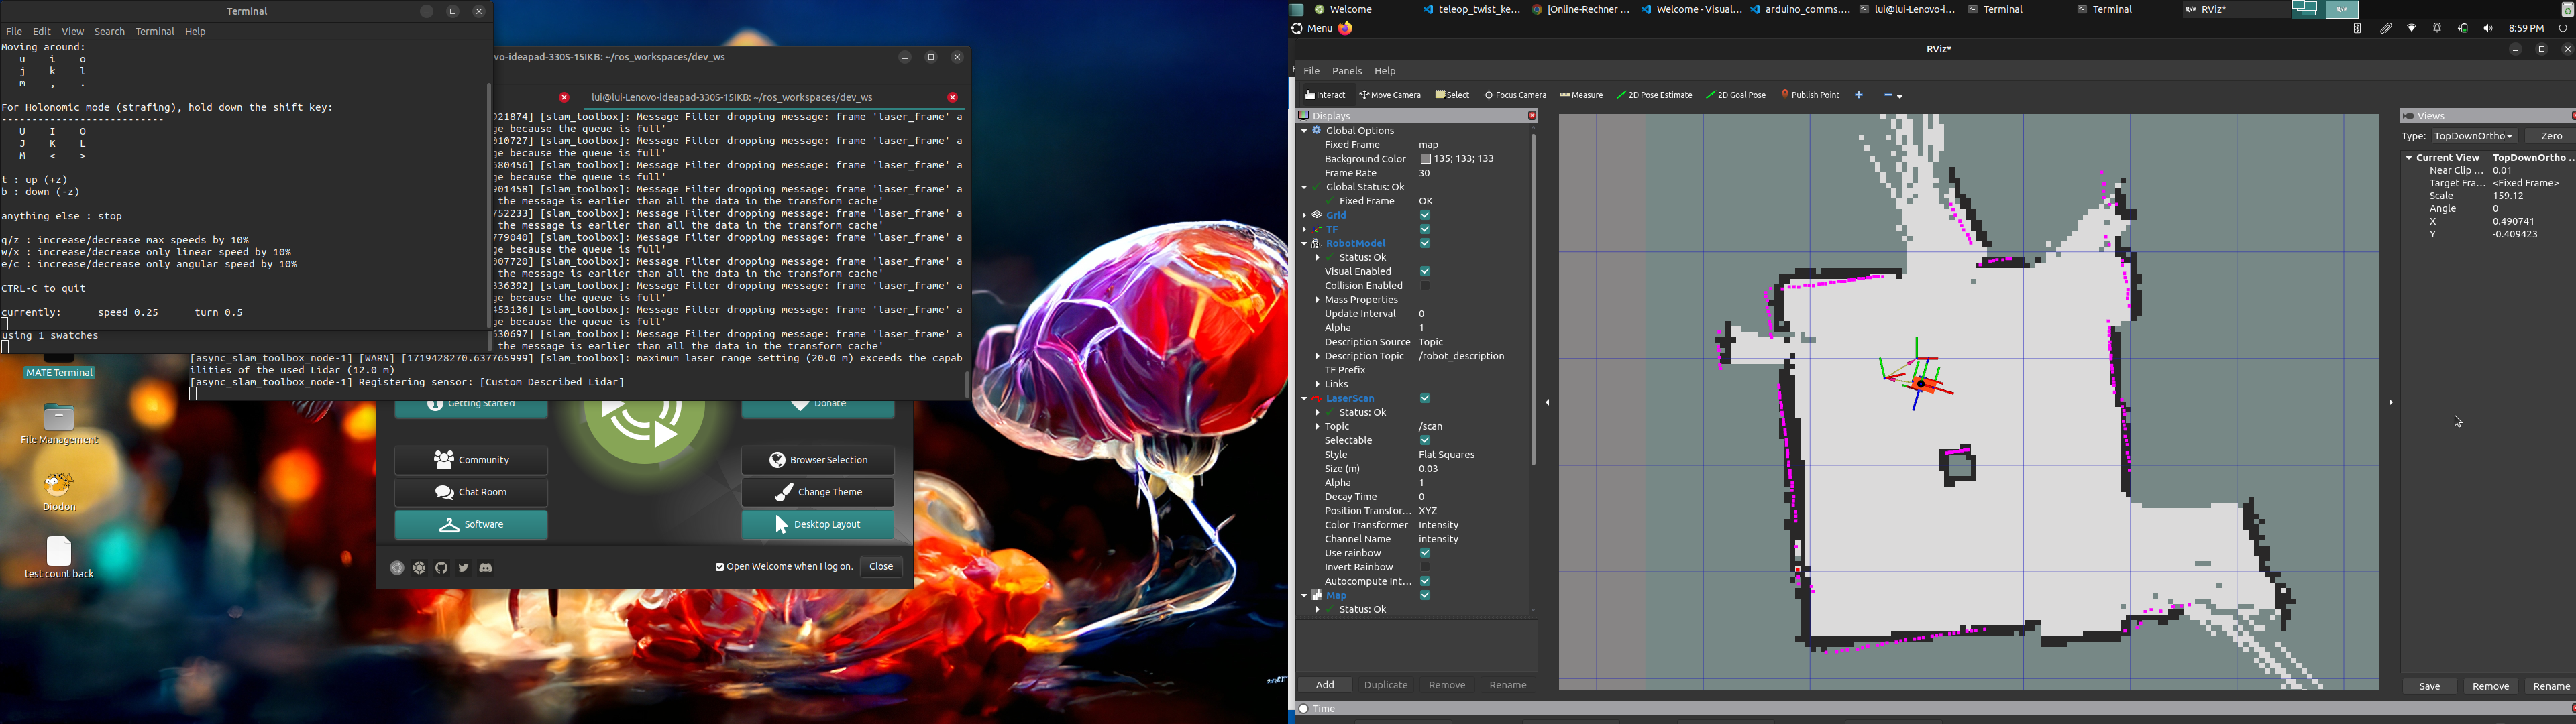 Terminal
File Edit View Search Terminal Help
Moving around:
u i o
j k l
m , .
For Holonomic mode (strafing), hold down the shift key:
---------------------------
U I O
J K L
M < >
t : up (+z)
b : down (-z)
anything else : stop
q/z : increase/decrease max speeds by 10%
w/x : increase/decrease only linear speed by 10%
e/c : increase/decrease only angular speed by 10%
CTRL-C to quit
currently: speed 0.25 turn 0.5
using 1 swatches
vo-ideapad-330S-15IKB: ~/ros_workspaces/dev_ws
lui@lui-Lenovo-ideapad-330S-15IKB: ~/ros_workspaces/dev_ws
921874] [slam_toolbox]: Message Filter dropping message: frame 'laser_frame' a
ge because the queue is full'
010727] [slam_toolbox]: Message Filter dropping message: frame 'laser_frame' a
ge because the queue is full'
680456] [slam_toolbox]: Message Filter dropping message: frame 'laser_frame' a
ge because the queue is full'
901458] [slam_toolbox]: Message Filter dropping message: frame 'laser_frame' a
the message is earlier than all the data in the transform cache'
752233] [slam_toolbox]: Message Filter dropping message: frame 'laser_frame' a
the message is earlier than all the data in the transform cache'
779040] [slam_toolbox]: Message Filter dropping message: frame 'laser_frame' a
ge because the queue is full'
007720] [slam_toolbox]: Message Filter dropping message: frame 'laser_frame' a
the message is earlier than all the data in the transform cache'
336392] [slam_toolbox]: Message Filter dropping message: frame 'laser_frame' a
ge because the queue is full'
453136] [slam_toolbox]: Message Filter dropping message: frame 'laser_frame' a
ge because the queue is full'
630697] [slam_toolbox]: Message Filter dropping message: frame 'laser_frame' a
the message is earlier than all the data in the transform cache'
[async_slam_toolbox_node-1] [WARN] [1719428270.637765999] [slam_toolbox]: maximum laser range setting (20.0 m) exceeds the capab
ilities of the used Lidar (12.0 m)
[async_slam_toolbox_node-1] Registering sensor: [Custom Described Lidar]
MATE Terminal
File Management
Diodon
test count back
Getting Started
Donate
Community
Browser Selection
Chat Room
Change Theme
Software
Desktop Layout
Open Welcome when I log on.
Close
Welcome
teleop_twist_ke...
[Online-Rechner ...
Welcome - Visual...
arduino_comms....
lui@lui-Lenovo-i...
Terminal
Terminal
RViz*
Menu
8:59 PM
RViz*
File Panels Help
Interact Move Camera Select Focus Camera Measure 2D Pose Estimate 2D Goal Pose Publish Point
Displays
Global Options
Fixed Frame map
Background Color 135; 133; 133
Frame Rate 30
Global Status: Ok
Fixed Frame OK
Grid
TF
RobotModel
Status: Ok
Visual Enabled
Collision Enabled
Mass Properties
Update Interval 0
Alpha 1
Description Source Topic
Description Topic /robot_description
TF Prefix
Links
LaserScan
Status: Ok
Topic /scan
Selectable
Style Flat Squares
Size (m) 0.03
Alpha 1
Decay Time 0
Position Transfor... XYZ
Color Transformer Intensity
Channel Name intensity
Use rainbow
Invert Rainbow
Autocompute Int...
Map
Status: Ok
Add Duplicate Remove Rename
Time
Views
Type: TopDownOrtho Zero
Current View TopDownOrtho ...
Near Clip ... 0.01
Target Fra... <Fixed Frame>
Scale 159.12
Angle 0
X 0.490741
Y -0.409423
Save Remove Rename